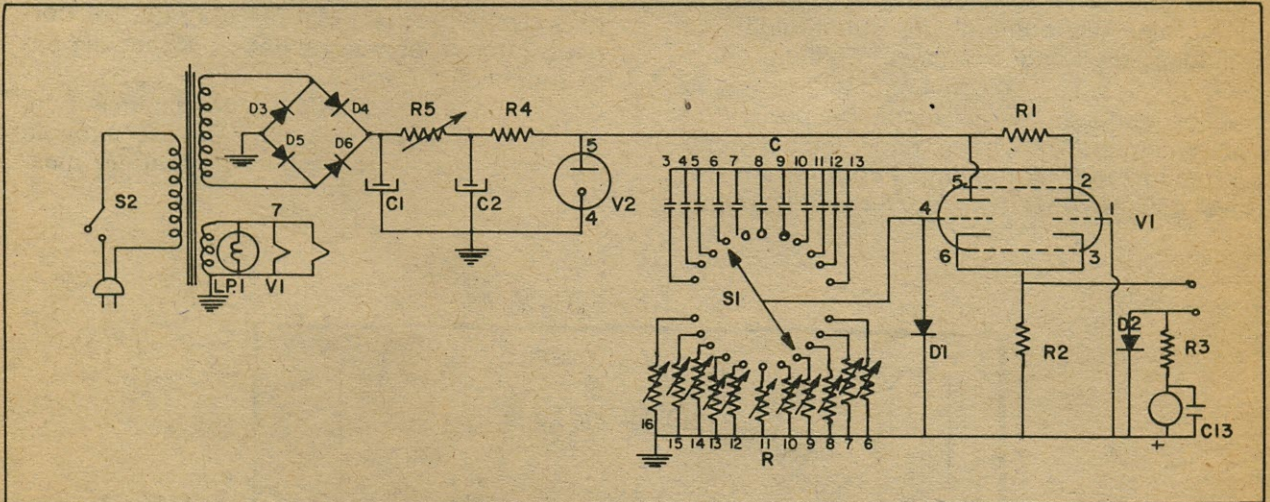 D3
D4
D5
D6
R5
R4
R1
S2
C1
C2
5
4
V2
7
LP.1
V1
C
3 4 5 6 7 8 9 10 11 12 13
S1
5
2
4
1
V1
6
3
D1
R2
D2
R3
C13
+
16
15 14 13 12 11 10 9 8 7 6
R